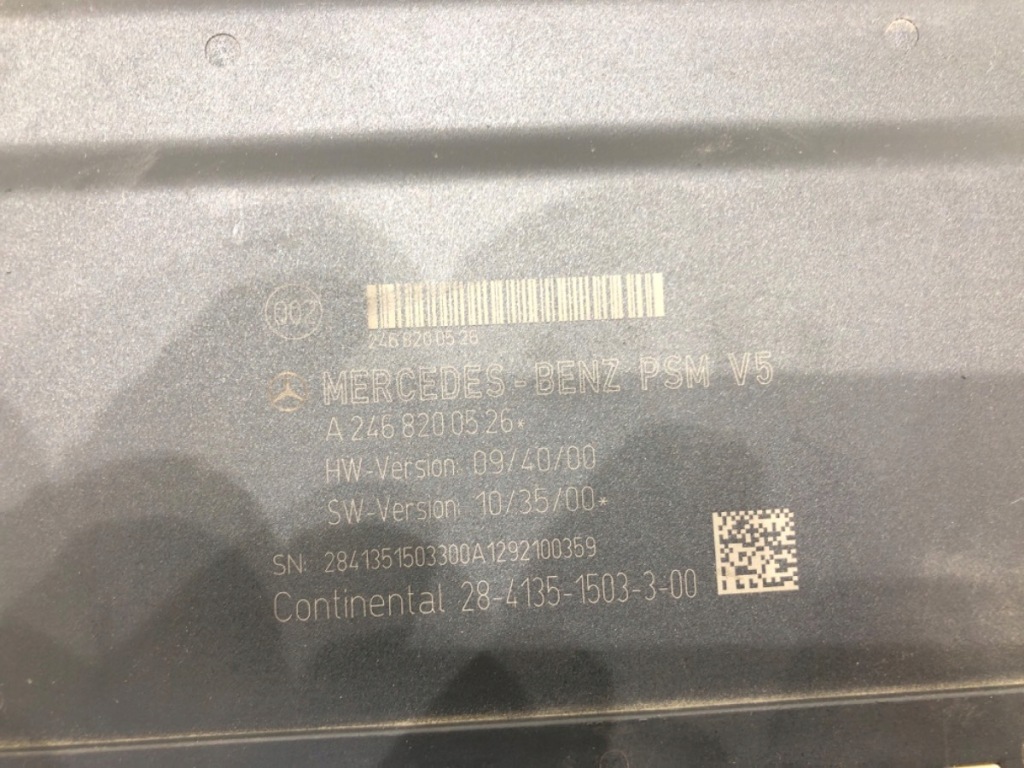 002
246 820 05 26
MERCEDES-BENZ PSM V5
A 246 820 05 26*
HW-Version: 09/40/00
SW-Version: 10/35/00*
SN: 2841351503300A1292100359
Continental 28-4135-1503-3-00